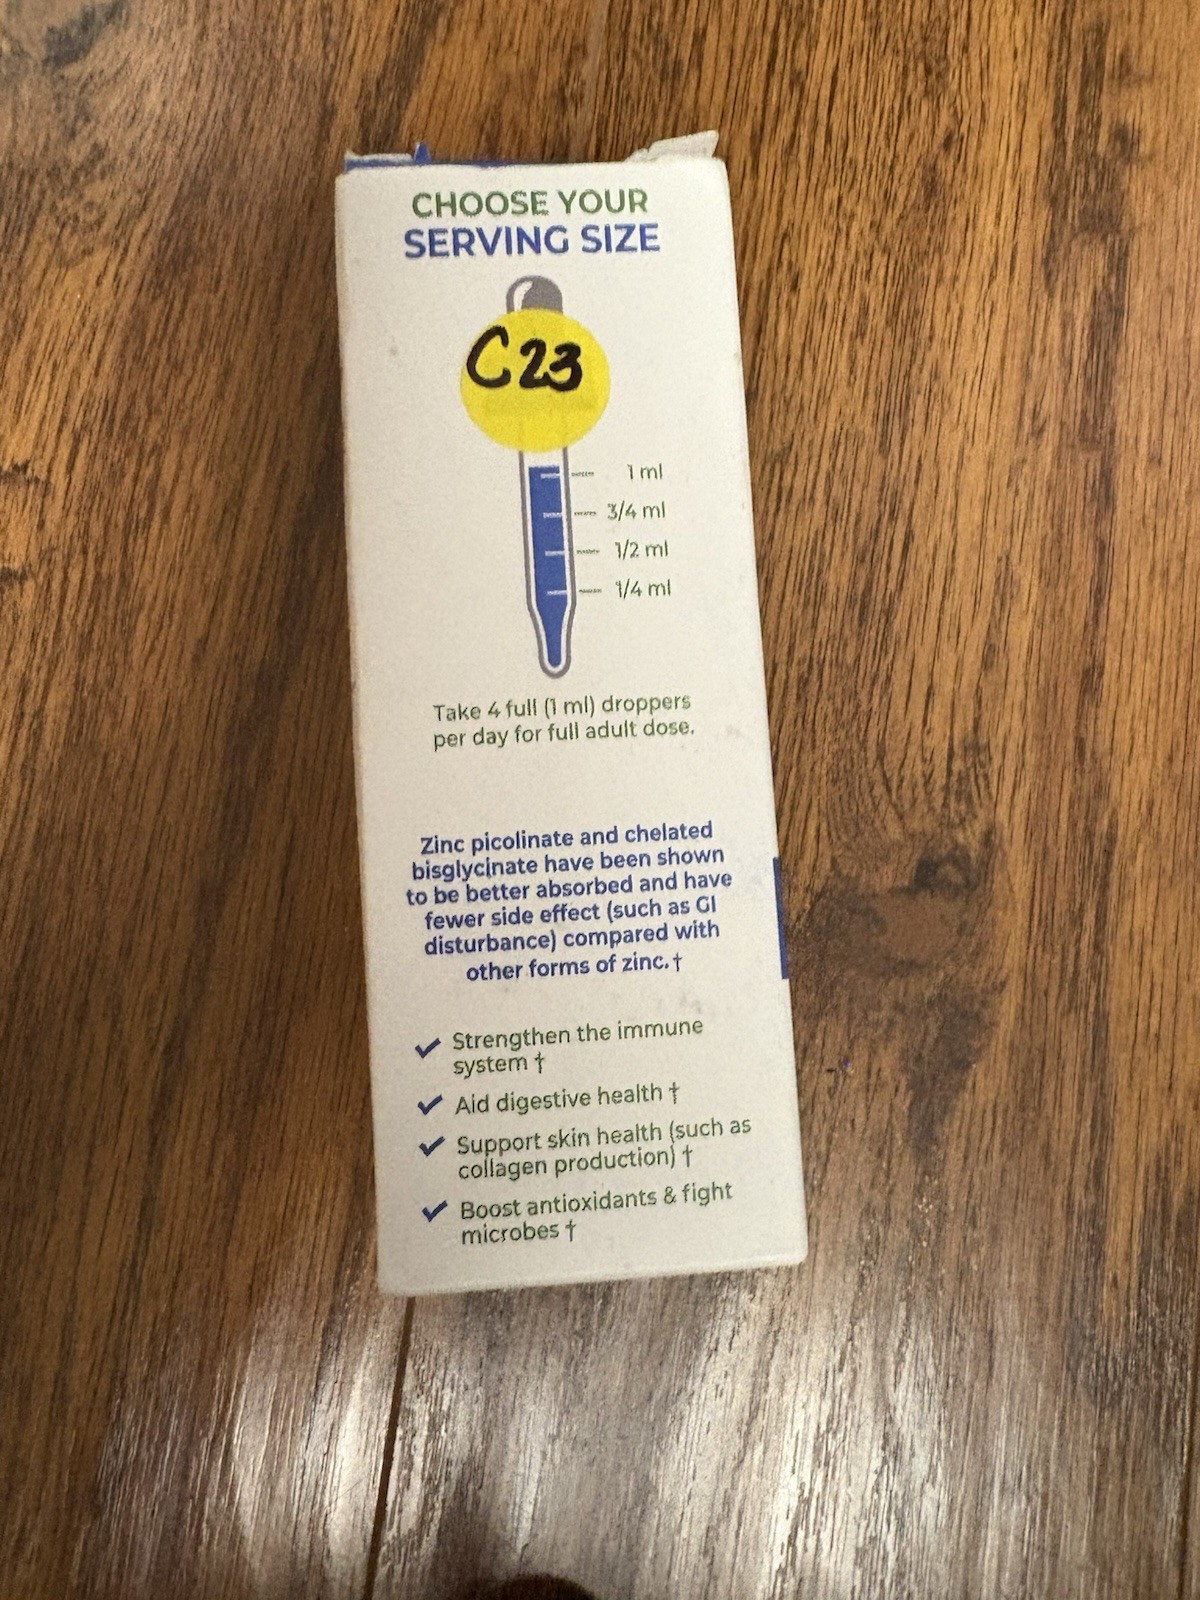 CHOOSE YOUR
SERVING SIZE
C23
1 ml
3/4 ml
1/2 ml
1/4 ml
Take 4 full (1 ml) droppers
per day for full adult dose.
Zinc picolinate and chelated
bisglycinate have been shown
to be better absorbed and have
fewer side effect (such as GI
disturbance) compared with
other forms of zinc.†
Strengthen the immune
system †
Aid digestive health †
Support skin health (such as
collagen production) †
Boost antioxidants & fight
microbes †